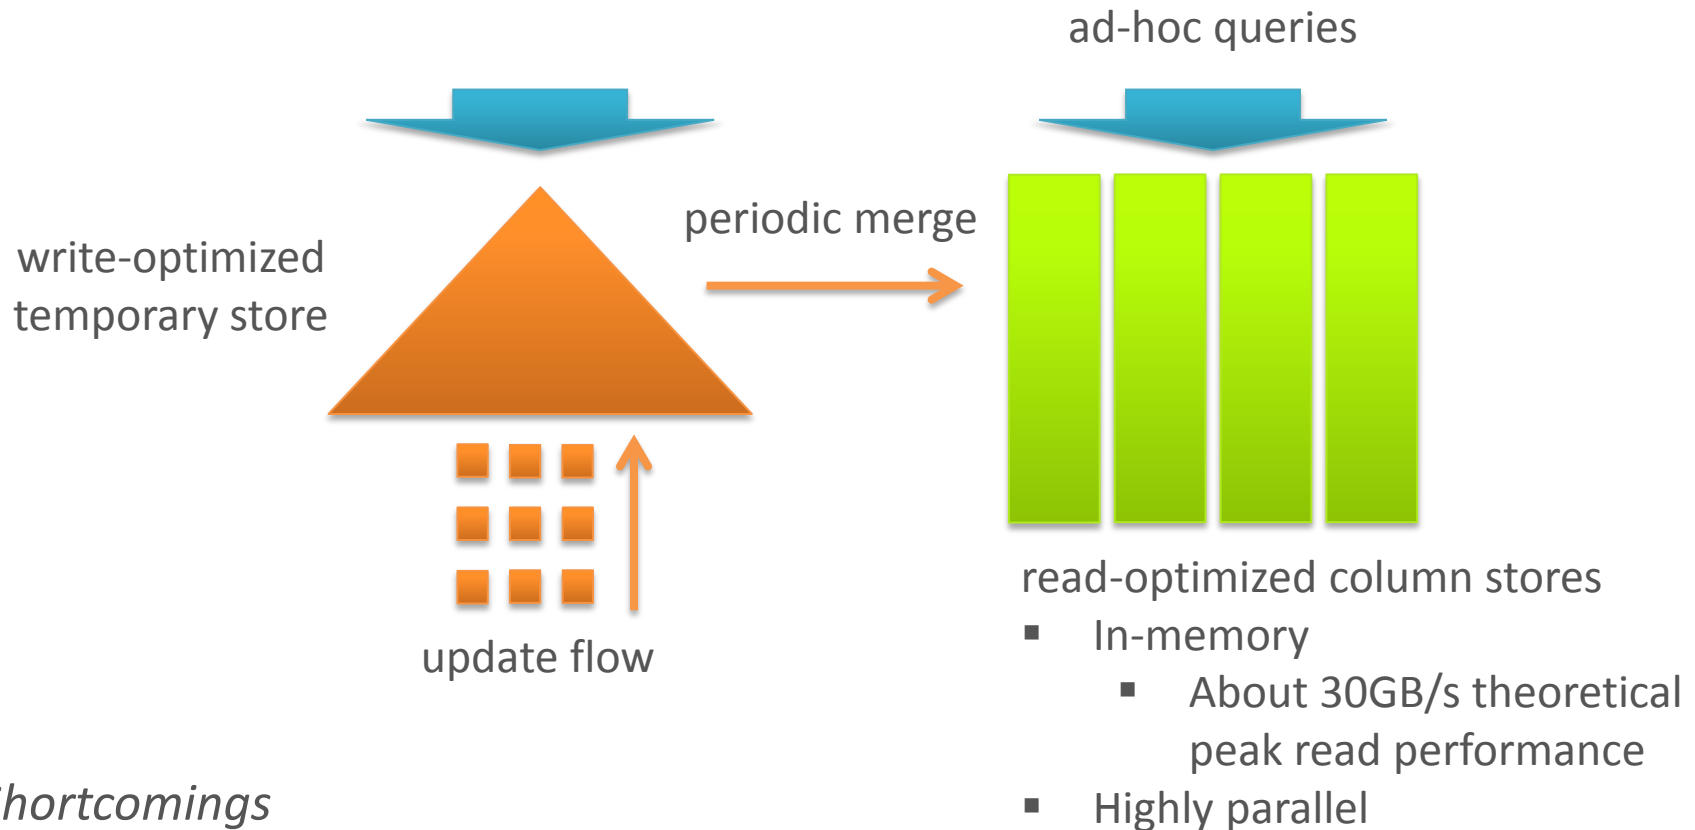 ad-hoc queries
periodic merge
write-optimized
temporary store
update flow
read-optimized column stores
▪ In-memory
▪ About 30GB/s theoretical
peak read performance
▪ Highly parallel
hortcomings